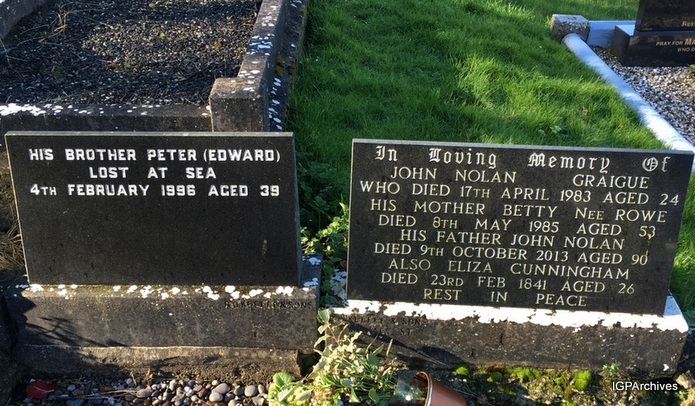 HIS BROTHER PETER (EDWARD)
LOST AT SEA
4TH FEBRUARY 1996 AGED 39
In Loving Memory Of
JOHN NOLAN GRAIGUE
WHO DIED 17TH APRIL 1983 AGED 24
HIS MOTHER BETTY NEE ROWE
DIED 8TH MAY 1985 AGED 53
HIS FATHER JOHN NOLAN
DIED 9TH OCTOBER 2013 AGED 90
ALSO ELIZA CUNNINGHAM
DIED 23RD FEB 1841 AGED 26
REST IN PEACE
PRAY FOR
IGPArchives